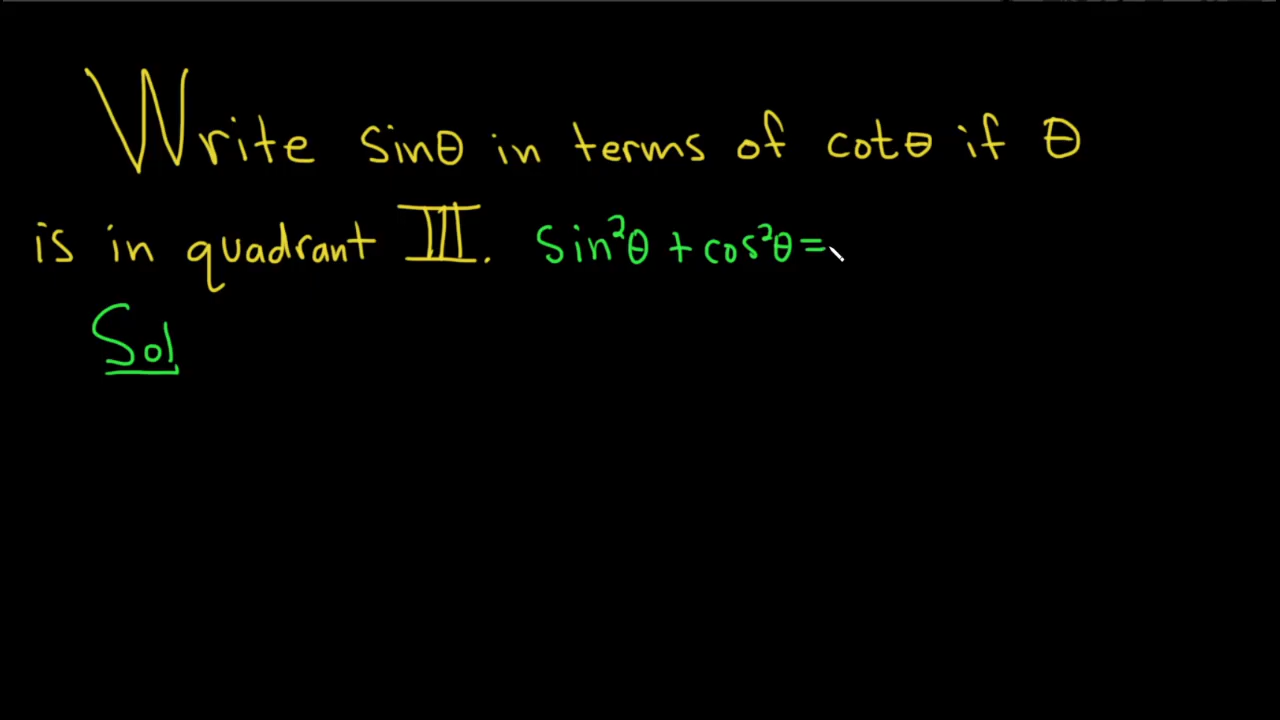 Write sinθ in terms of cotθ if θ
is in quadrant III. Sin²θ + cos²θ =
Sol